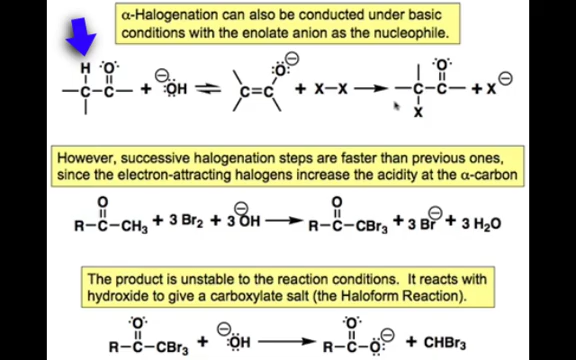 α-Halogenation can also be conducted under basic
conditions with the enolate anion as the nucleophile.
H :O:
—C—C— + ⊖:ÖH ⇌ C=C :Ö:⊖ + X—X → —C—C— :O: + X⊖
X
However, successive halogenation steps are faster than previous ones,
since the electron-attracting halogens increase the acidity at the α-carbon
O O
R—C—CH₃ + 3 Br₂ + 3 ⊖OH → R—C—CBr₃ + 3 Br⊖ + 3 H₂O
The product is unstable to the reaction conditions. It reacts with
hydroxide to give a carboxylate salt (the Haloform Reaction).
:O: :O:
R—C—CBr₃ + ⊖:ÖH → R—C—Ö:⊖ + CHBr₃